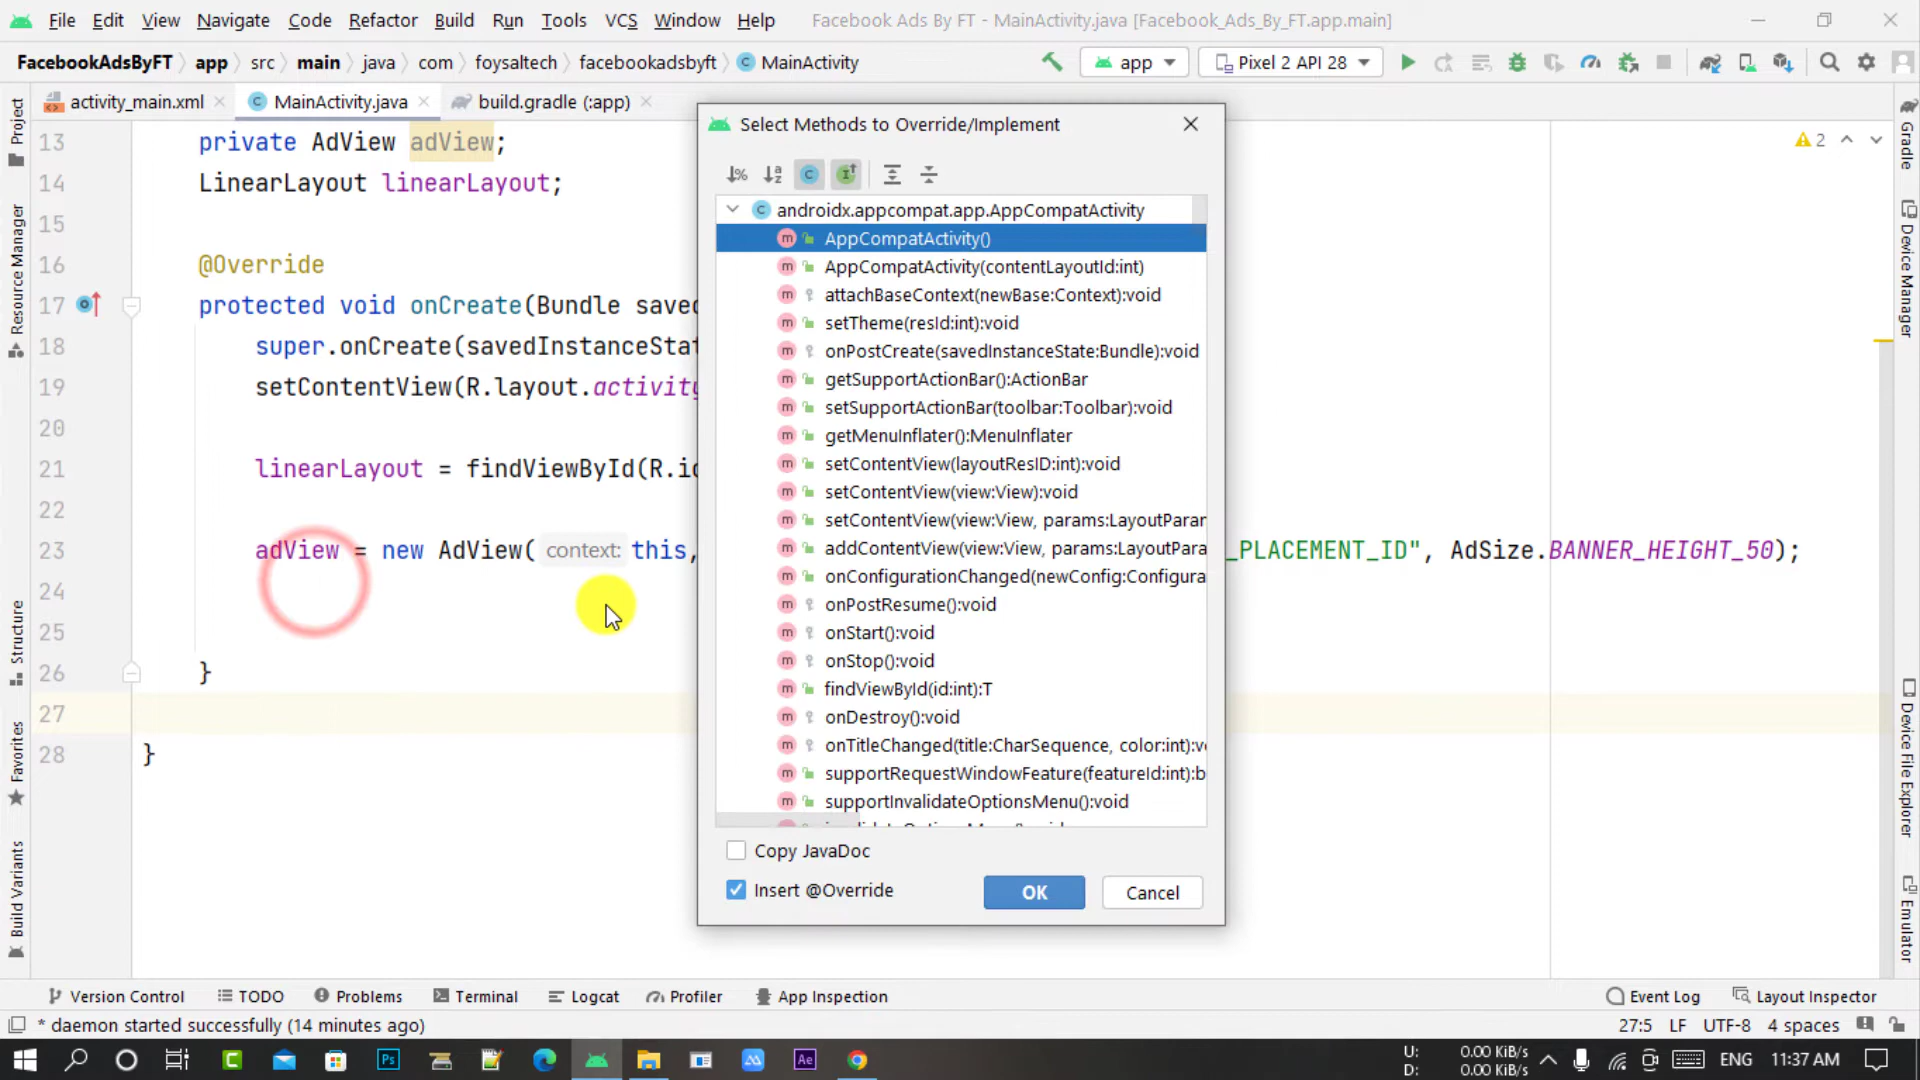 File Edit View Navigate Code Refactor Build Run Tools VCS Window Help Facebook Ads By FT - MainActivity.java [Facebook_Ads_By_FT.app.main]
FacebookAdsByFT app src main java com foysaltech facebookadsbyft MainActivity app Pixel 2 API 28
activity_main.xml MainActivity.java build.gradle (:app)
Select Methods to Override/Implement
13 private AdView adView;
14 LinearLayout linearLayout;
15
16 @Override
17 protected void onCreate(Bundle saved
18 super.onCreate(savedInstanceStat
19 setContentView(R.layout.activity
20
21 linearLayout = findViewById(R.id
22
23 adView = new AdView( context: this, _PLACEMENT_ID", AdSize.BANNER_HEIGHT_50);
24
25
26 }
27
28 }
2
androidx.appcompat.app.AppCompatActivity
AppCompatActivity()
AppCompatActivity(contentLayoutId:int)
attachBaseContext(newBase:Context):void
setTheme(resId:int):void
onPostCreate(savedInstanceState:Bundle):void
getSupportActionBar():ActionBar
setSupportActionBar(toolbar:Toolbar):void
getMenuInflater():MenuInflater
setContentView(layoutResID:int):void
setContentView(view:View):void
setContentView(view:View, params:LayoutParan
addContentView(view:View, params:LayoutPara
onConfigurationChanged(newConfig:Configura
onPostResume():void
onStart():void
onStop():void
findViewById(id:int):T
onDestroy():void
onTitleChanged(title:CharSequence, color:int):v
supportRequestWindowFeature(featureId:int):b
supportInvalidateOptionsMenu():void
Copy JavaDoc
Insert @Override
OK Cancel
Project
Resource Manager
Structure
Favorites
Build Variants
Gradle
Device Manager
Device File Explorer
Emulator
Version Control TODO Problems Terminal Logcat Profiler App Inspection Event Log Layout Inspector
* daemon started successfully (14 minutes ago) 27:5 LF UTF-8 4 spaces
U: 0.00 KiB/s
D: 0.00 KiB/s
ENG 11:37 AM